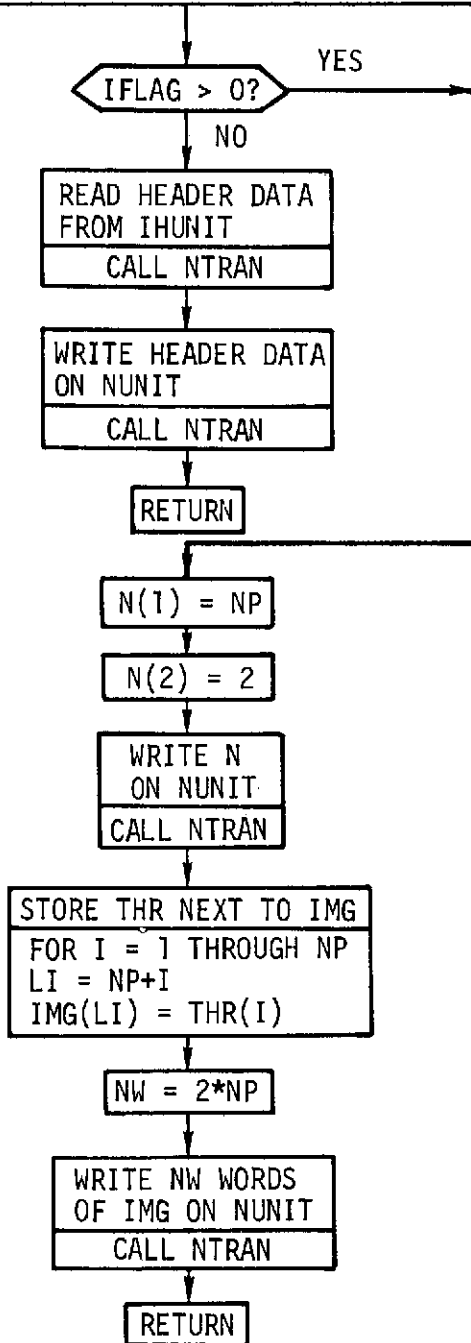 IFLAG > 0?
YES
NO
READ HEADER DATA
FROM IHUNIT
CALL NTRAN
WRITE HEADER DATA
ON NUNIT
CALL NTRAN
RETURN
N(1) = NP
N(2) = 2
WRITE N
ON NUNIT
CALL NTRAN
STORE THR NEXT TO IMG
FOR I = 1 THROUGH NP
LI = NP+I
IMG(LI) = THR(I)
NW = 2*NP
WRITE NW WORDS
OF IMG ON NUNIT
CALL NTRAN
RETURN